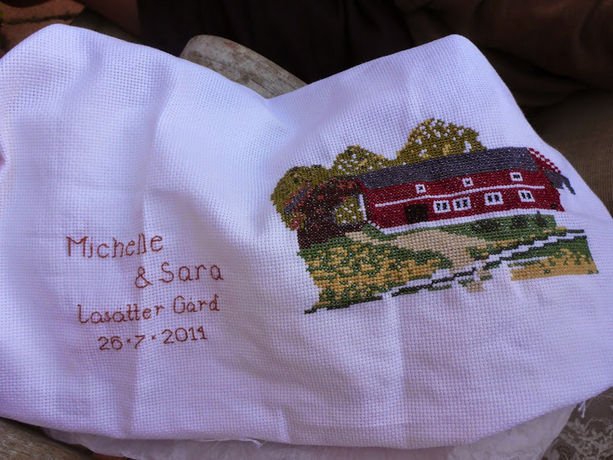 Michelle
& Sara
Lasätter Gård
26·7·2011